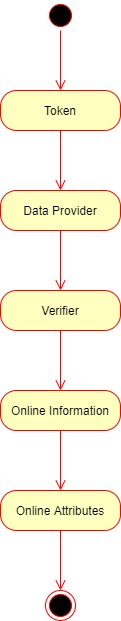 Token
Data Provider
Verifier
Online Information
Online Attributes